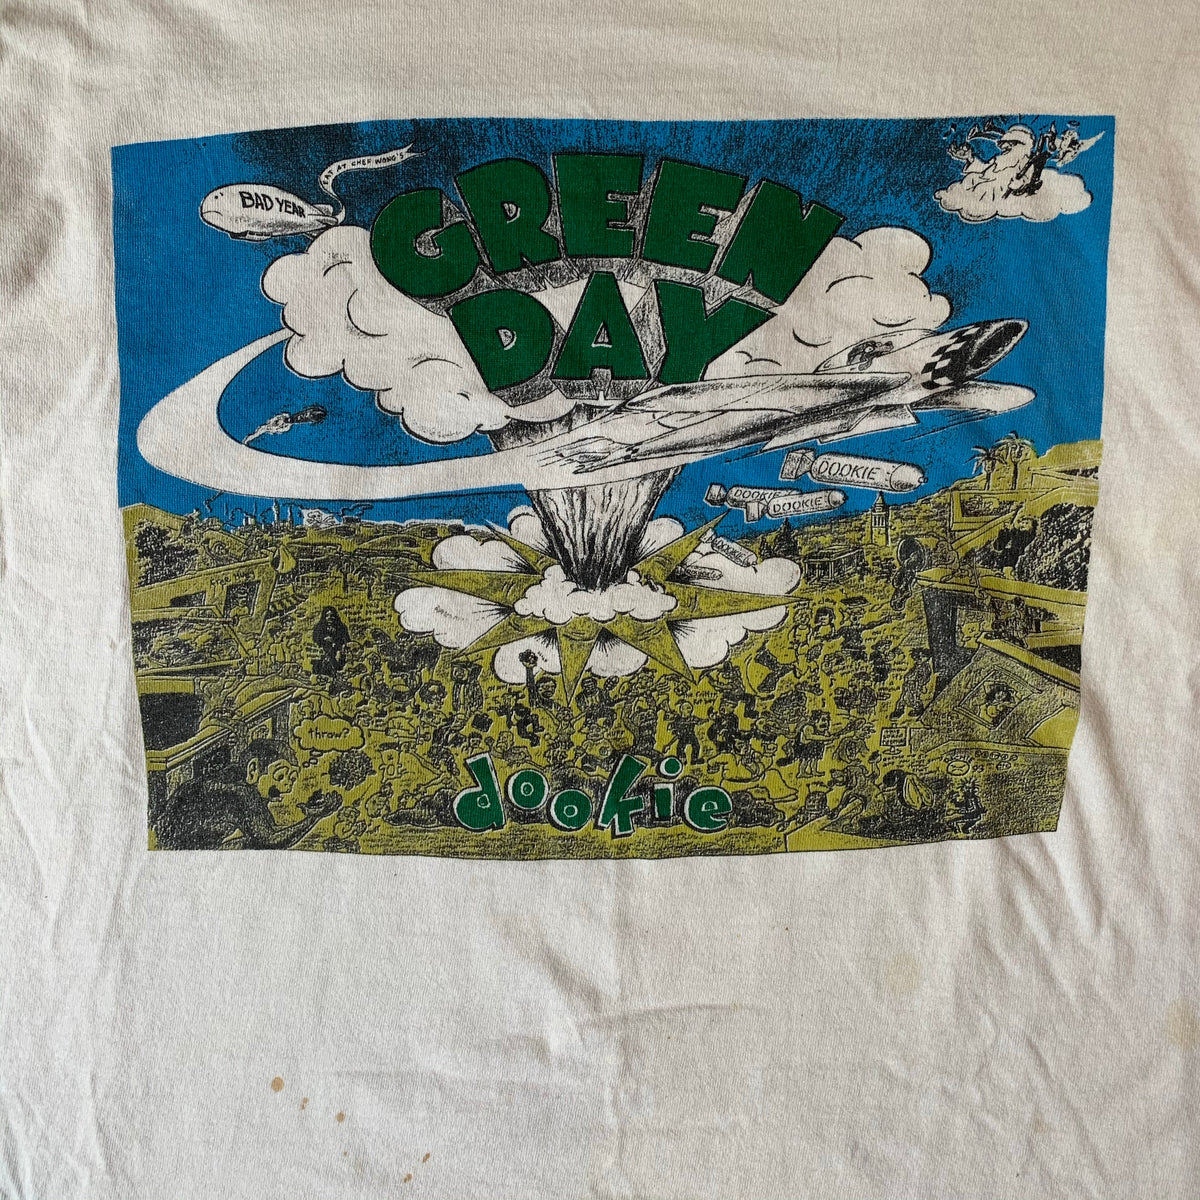 EAT AT CHEF WONG'S
BAD YEAR
GREEN
DAY
DOOKIE
DOOKIE
DOOKIE
throw?
dookie